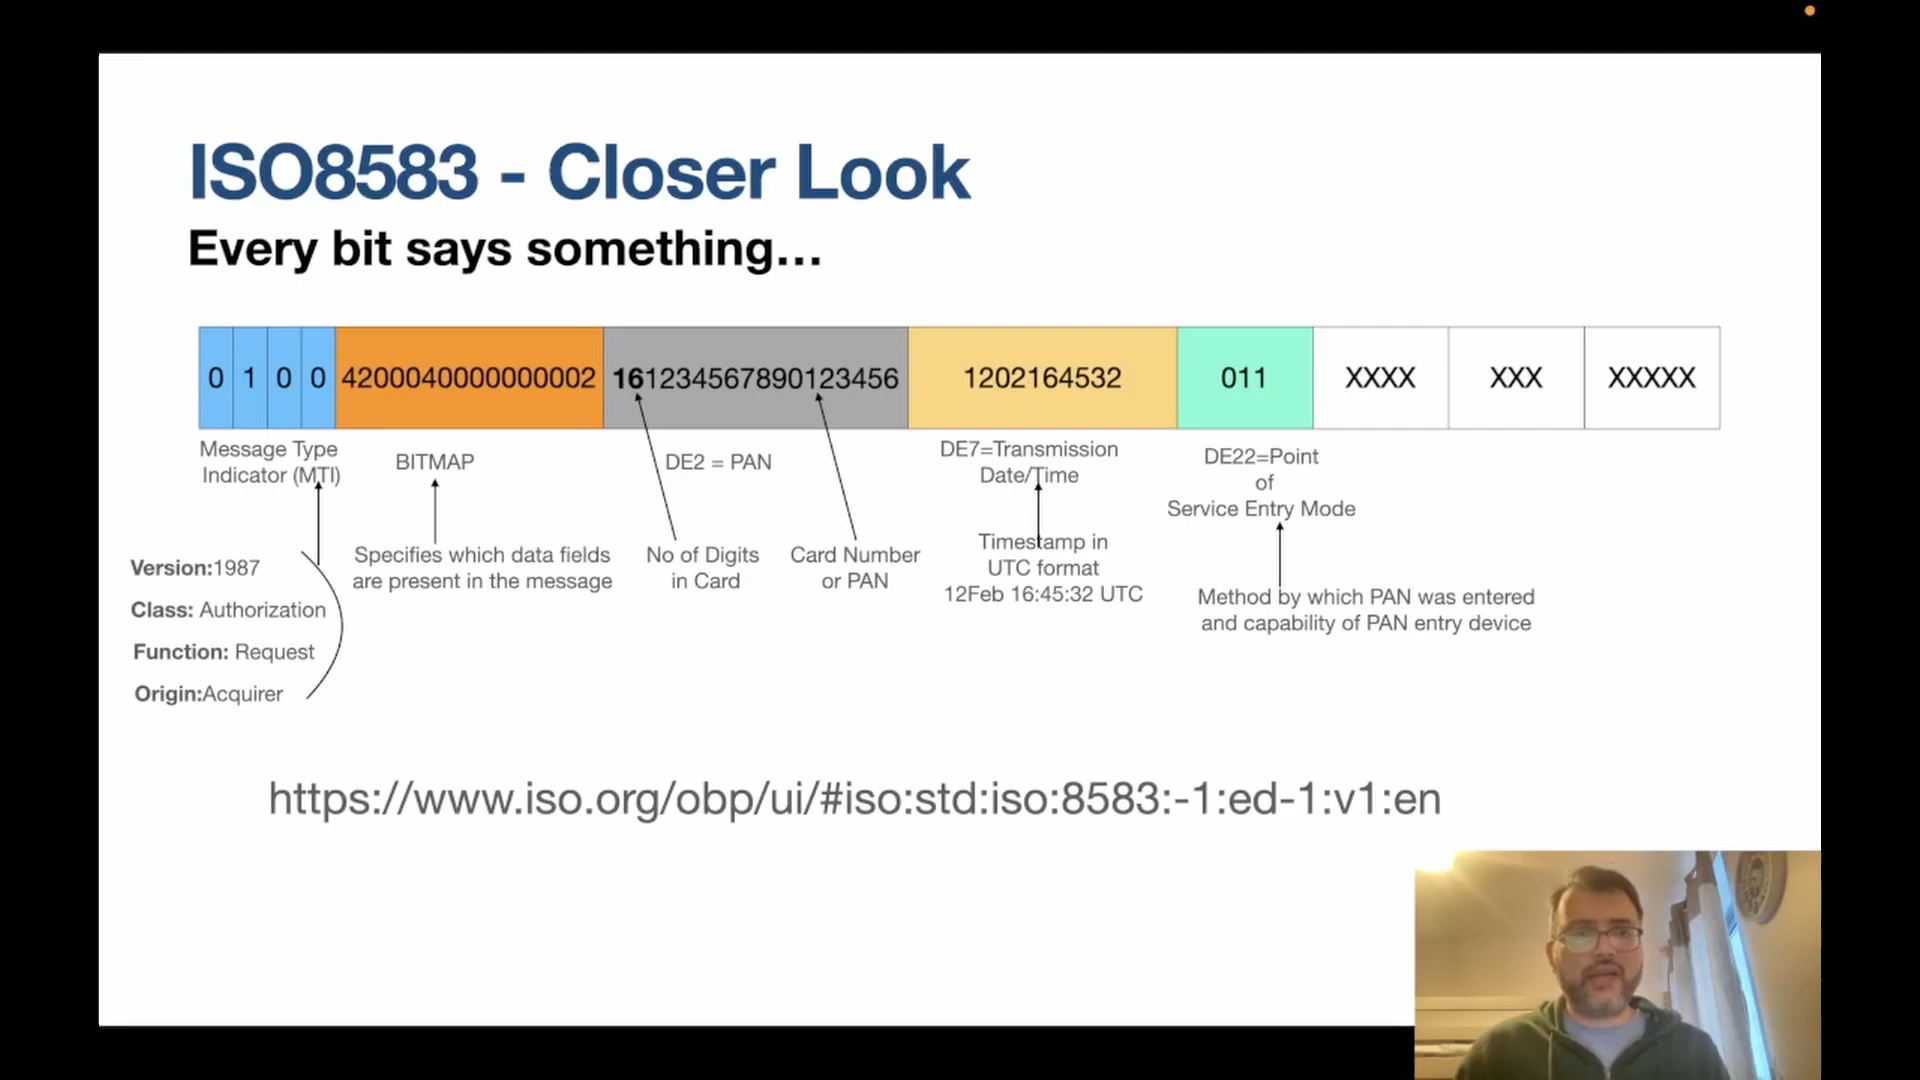 ISO8583 - Closer Look
Every bit says something...
0 1 0 0 4200040000000002 161234567890123456 1202164532 011 XXXX XXX XXXXX
Message Type
Indicator (MTI)
BITMAP
DE2 = PAN
DE7=Transmission
Date/Time
DE22=Point
of
Service Entry Mode
Version:1987
Class: Authorization
Function: Request
Origin:Acquirer
Specifies which data fields
are present in the message
No of Digits
in Card
Card Number
or PAN
Timestamp in
UTC format
12Feb 16:45:32 UTC
Method by which PAN was entered
and capability of PAN entry device
https://www.iso.org/obp/ui/#iso:std:iso:8583:-1:ed-1:v1:en